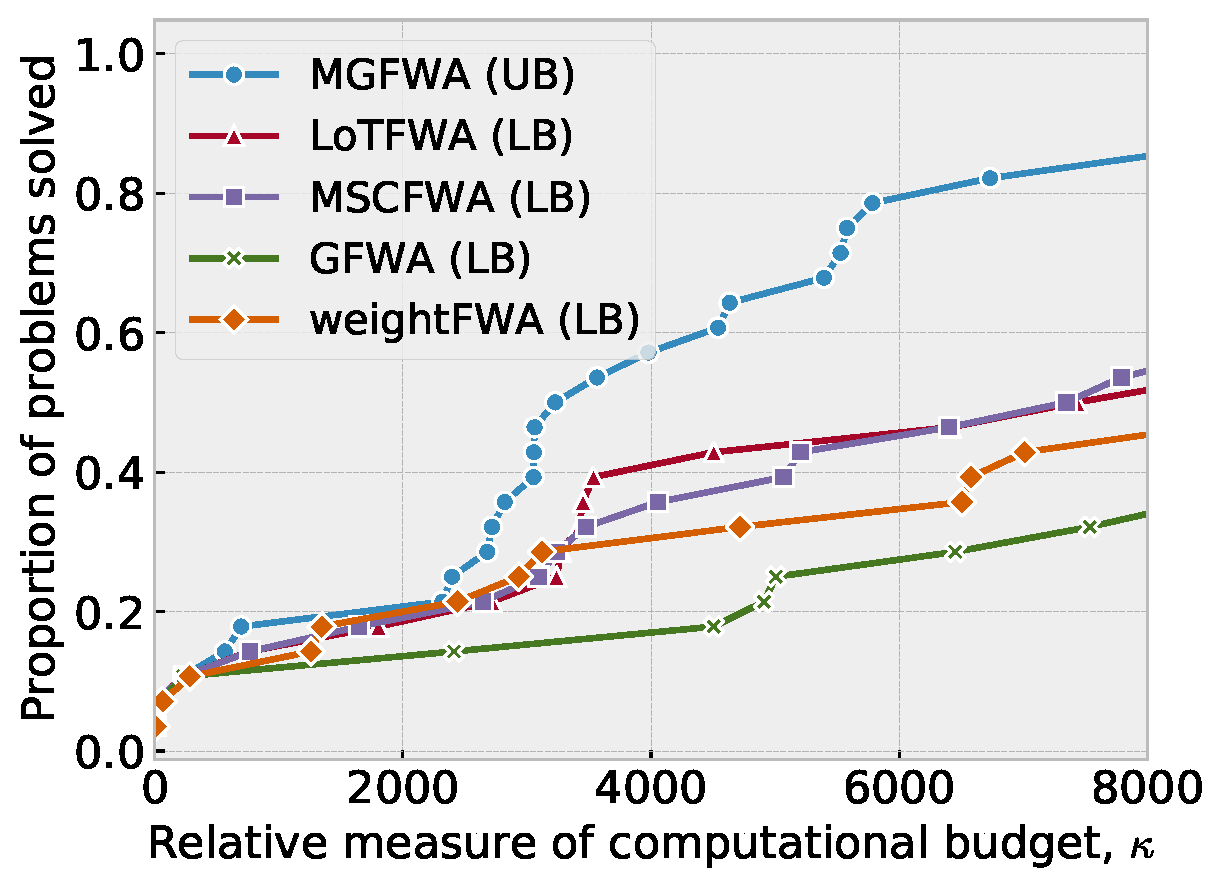 Proportion of problems solved
1.0
0.8
0.6
0.4
0.2
0.0
MGFWA (UB)
LoTFWA (LB)
MSCFWA (LB)
GFWA (LB)
weightFWA (LB)
0 2000 4000 6000 8000
Relative measure of computational budget, κ